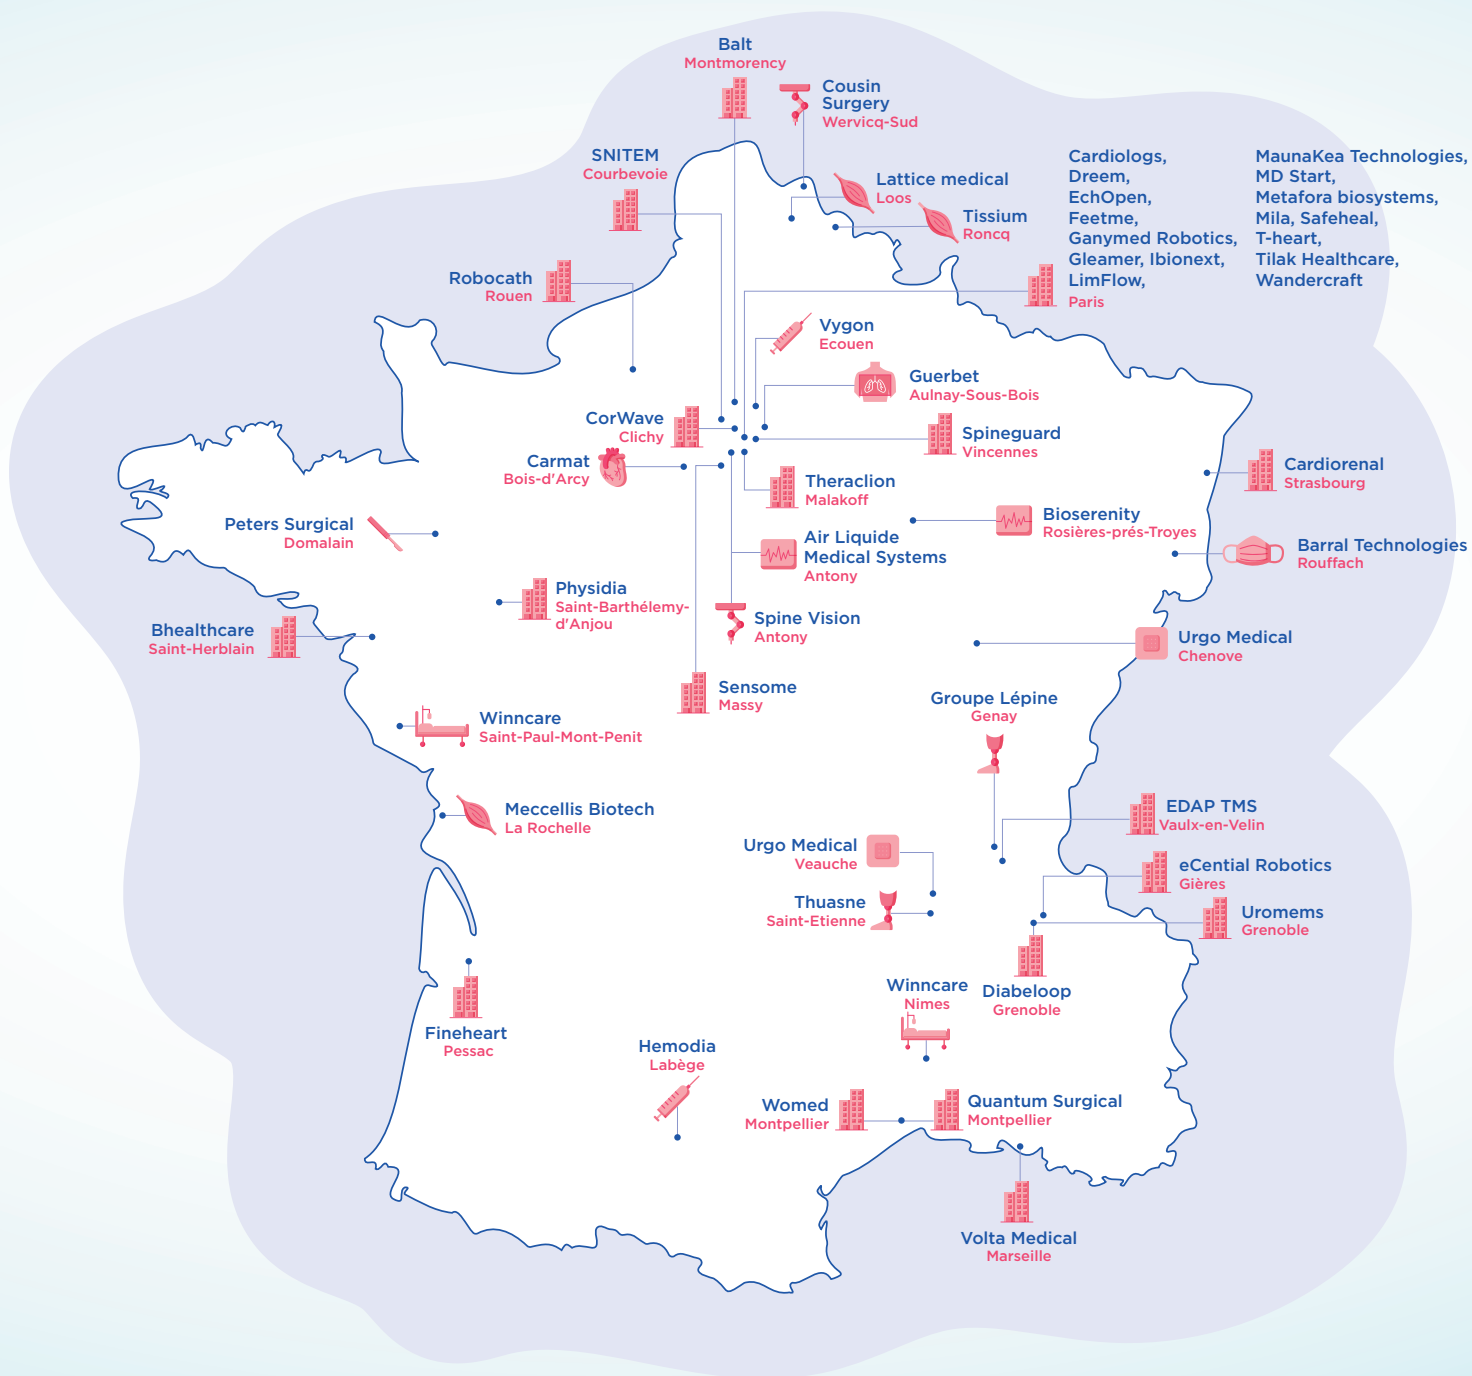 Balt
Montmorency
Cousin
Surgery
Wervicq-Sud
SNITEM
Courbevoie
Lattice medical
Loos
Tissium
Roncq
Cardiologs,
Dreem,
EchOpen,
Feetme,
Ganymed Robotics,
Gleamer, Ibionext,
LimFlow,
Paris
MaunaKea Technologies,
MD Start,
Metafora biosystems,
Mila, Safeheal,
T-heart,
Tilak Healthcare,
Wandercraft
Robocath
Rouen
Vygon
Ecouen
Guerbet
Aulnay-Sous-Bois
CorWave
Clichy
Spineguard
Vincennes
Carmat
Bois-d'Arcy
Theraclion
Malakoff
Cardiorenal
Strasbourg
Peters Surgical
Domalain
Bioserenity
Rosières-prés-Troyes
Air Liquide
Medical Systems
Antony
Barral Technologies
Rouffach
Physidia
Saint-Barthélemy-
d'Anjou
Spine Vision
Antony
Bhealthcare
Saint-Herblain
Urgo Medical
Chenove
Sensome
Massy
Groupe Lépine
Genay
Winncare
Saint-Paul-Mont-Penit
Meccellis Biotech
La Rochelle
EDAP TMS
Vaulx-en-Velin
Urgo Medical
Veauche
eCential Robotics
Gières
Thuasne
Saint-Etienne
Uromems
Grenoble
Winncare
Nimes
Diabeloop
Grenoble
Fineheart
Pessac
Hemodia
Labège
Womed
Montpellier
Quantum Surgical
Montpellier
Volta Medical
Marseille